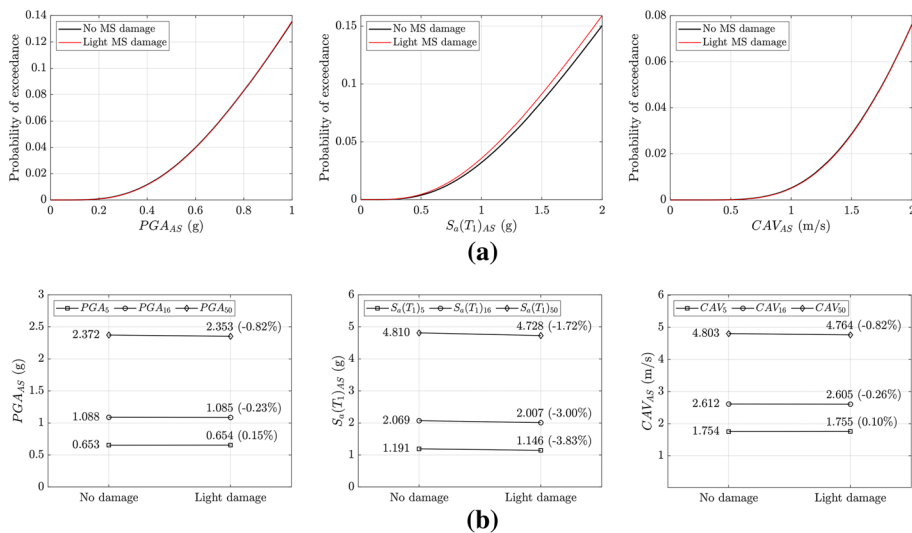 No MS damage
Light MS damage
Probability of exceedance
0.14
0.12
0.1
0.08
0.06
0.04
0.02
0
0 0.2 0.4 0.6 0.8 1
PGA_AS (g)
No MS damage
Light MS damage
Probability of exceedance
0.15
0.1
0.05
0
0 0.5 1 1.5 2
S_a(T_1)_AS (g)
No MS damage
Light MS damage
Probability of exceedance
0.08
0.06
0.04
0.02
0
0 0.5 1 1.5 2
CAV_AS (m/s)
(a)
PGA_5 PGA_16 PGA_50
PGA_AS (g)
3
2.5
2
1.5
1
0.5
0
2.372 2.353 (-0.82%)
1.088 1.085 (-0.23%)
0.653 0.654 (0.15%)
No damage Light damage
S_a(T_1)_5 S_a(T_1)_16 S_a(T_1)_50
S_a(T_1)_AS (g)
6
5
4
3
2
1
0
4.810 4.728 (-1.72%)
2.069 2.007 (-3.00%)
1.191 1.146 (-3.83%)
No damage Light damage
CAV_5 CAV_16 CAV_50
CAV_AS (m/s)
6
5
4
3
2
1
4.803 4.764 (-0.82%)
2.612 2.605 (-0.26%)
1.754 1.755 (0.10%)
No damage Light damage
(b)